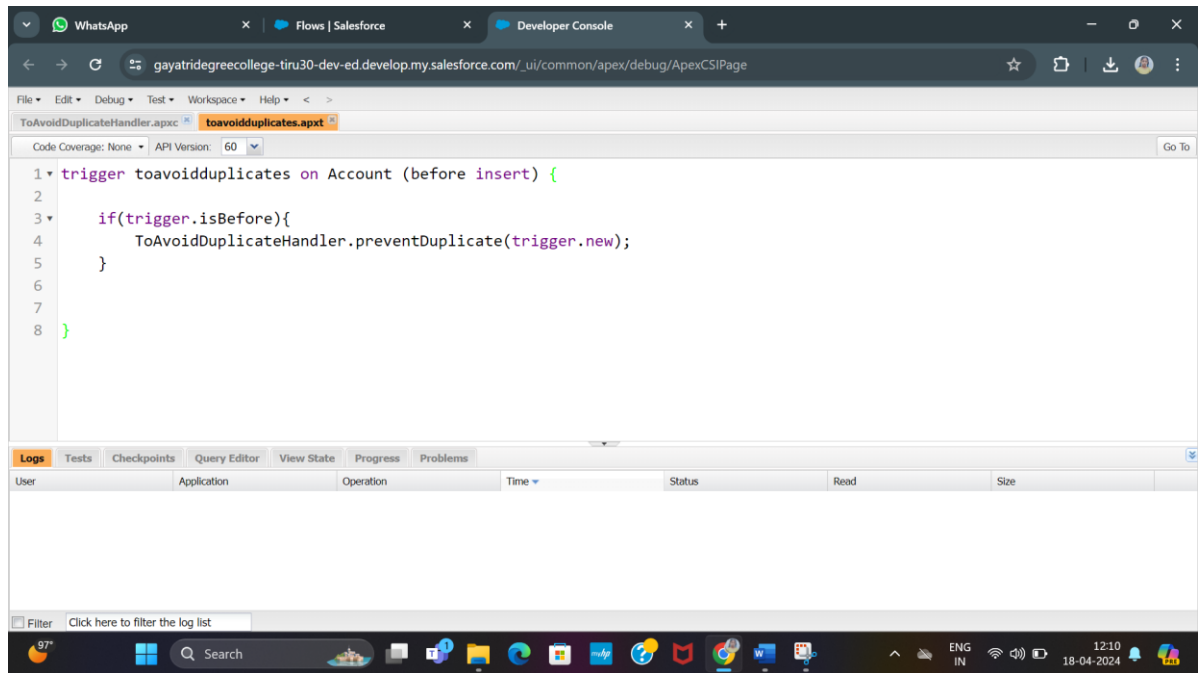 WhatsApp
Flows | Salesforce
Developer Console
gayatridegreecollege-tiru30-dev-ed.develop.my.salesforce.com/_ui/common/apex/debug/ApexCSIPage
File Edit Debug Test Workspace Help < >
ToAvoidDuplicateHandler.apxc toavoidduplicates.apxt
Code Coverage: None API Version: 60 Go To
1 trigger toavoidduplicates on Account (before insert) {
2
3 if(trigger.isBefore){
4 ToAvoidDuplicateHandler.preventDuplicate(trigger.new);
5 }
6
7
8 }
Logs Tests Checkpoints Query Editor View State Progress Problems
User Application Operation Time Status Read Size
Filter Click here to filter the log list
97°
Search
ENG
IN
12:10
18-04-2024